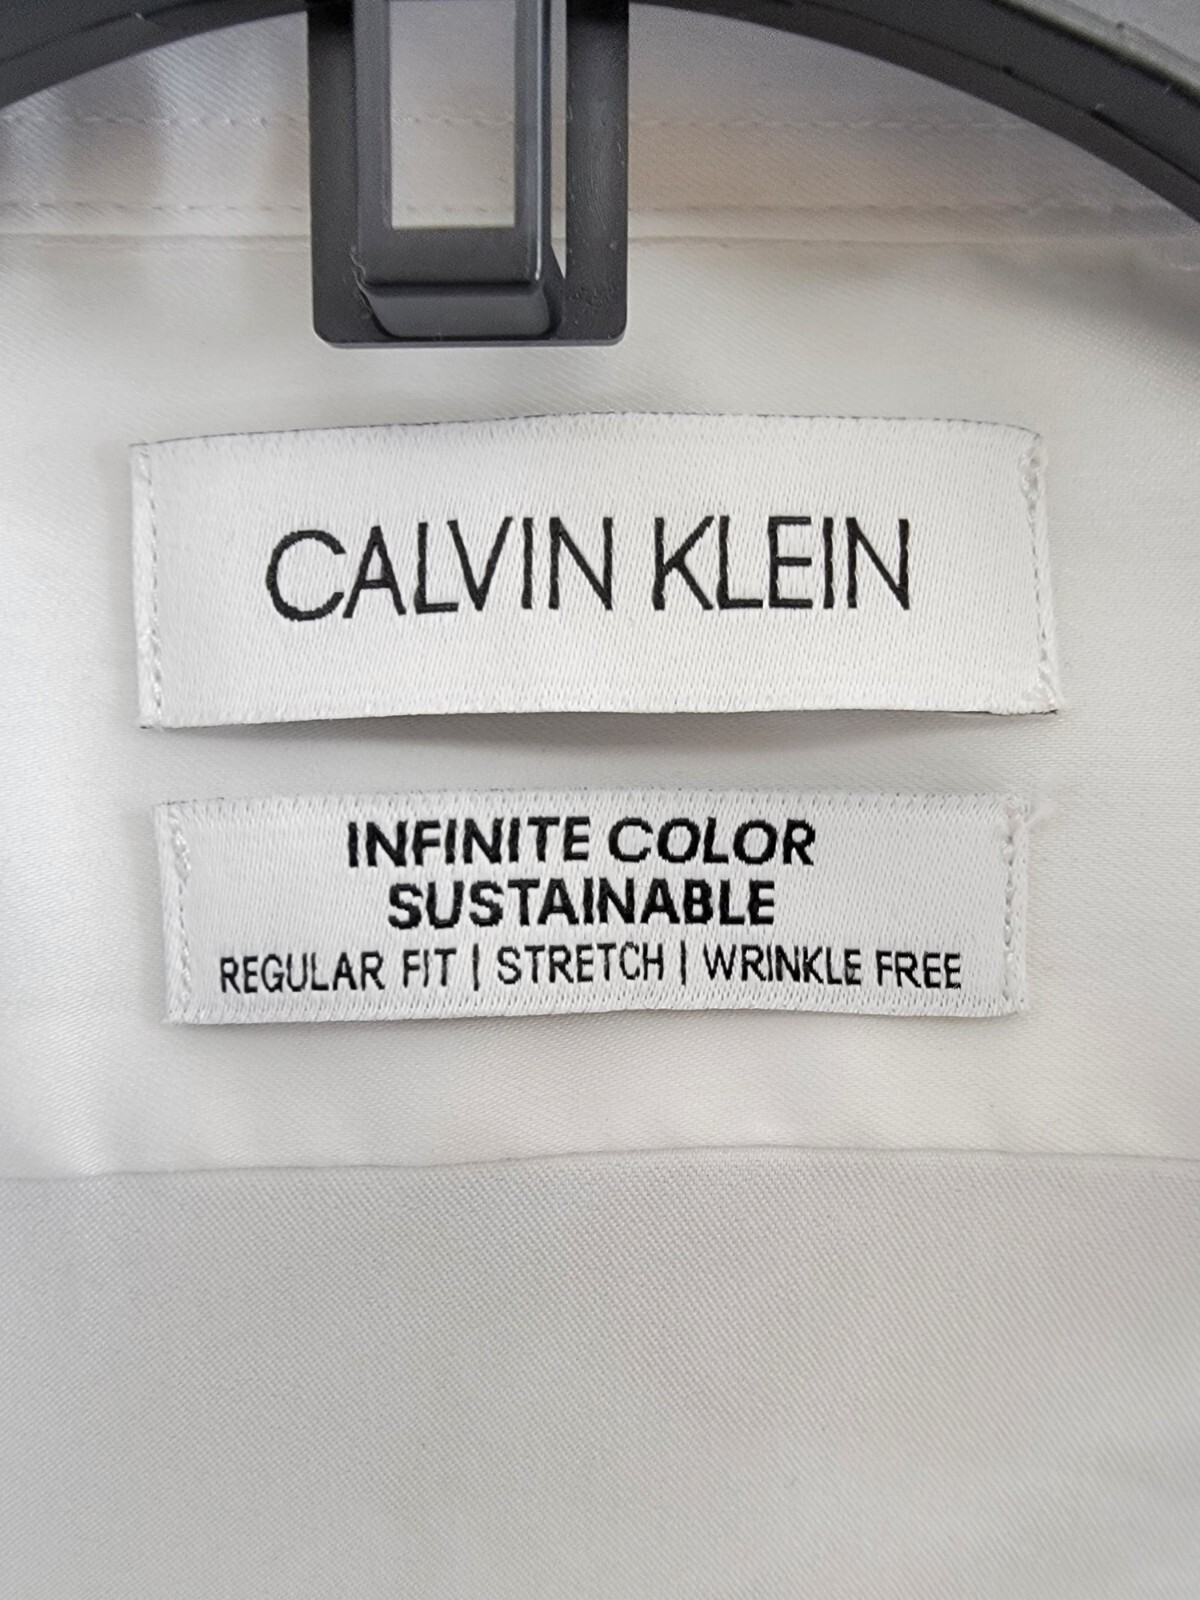 CALVIN KLEIN
INFINITE COLOR
SUSTAINABLE
REGULAR FIT | STRETCH | WRINKLE FREE